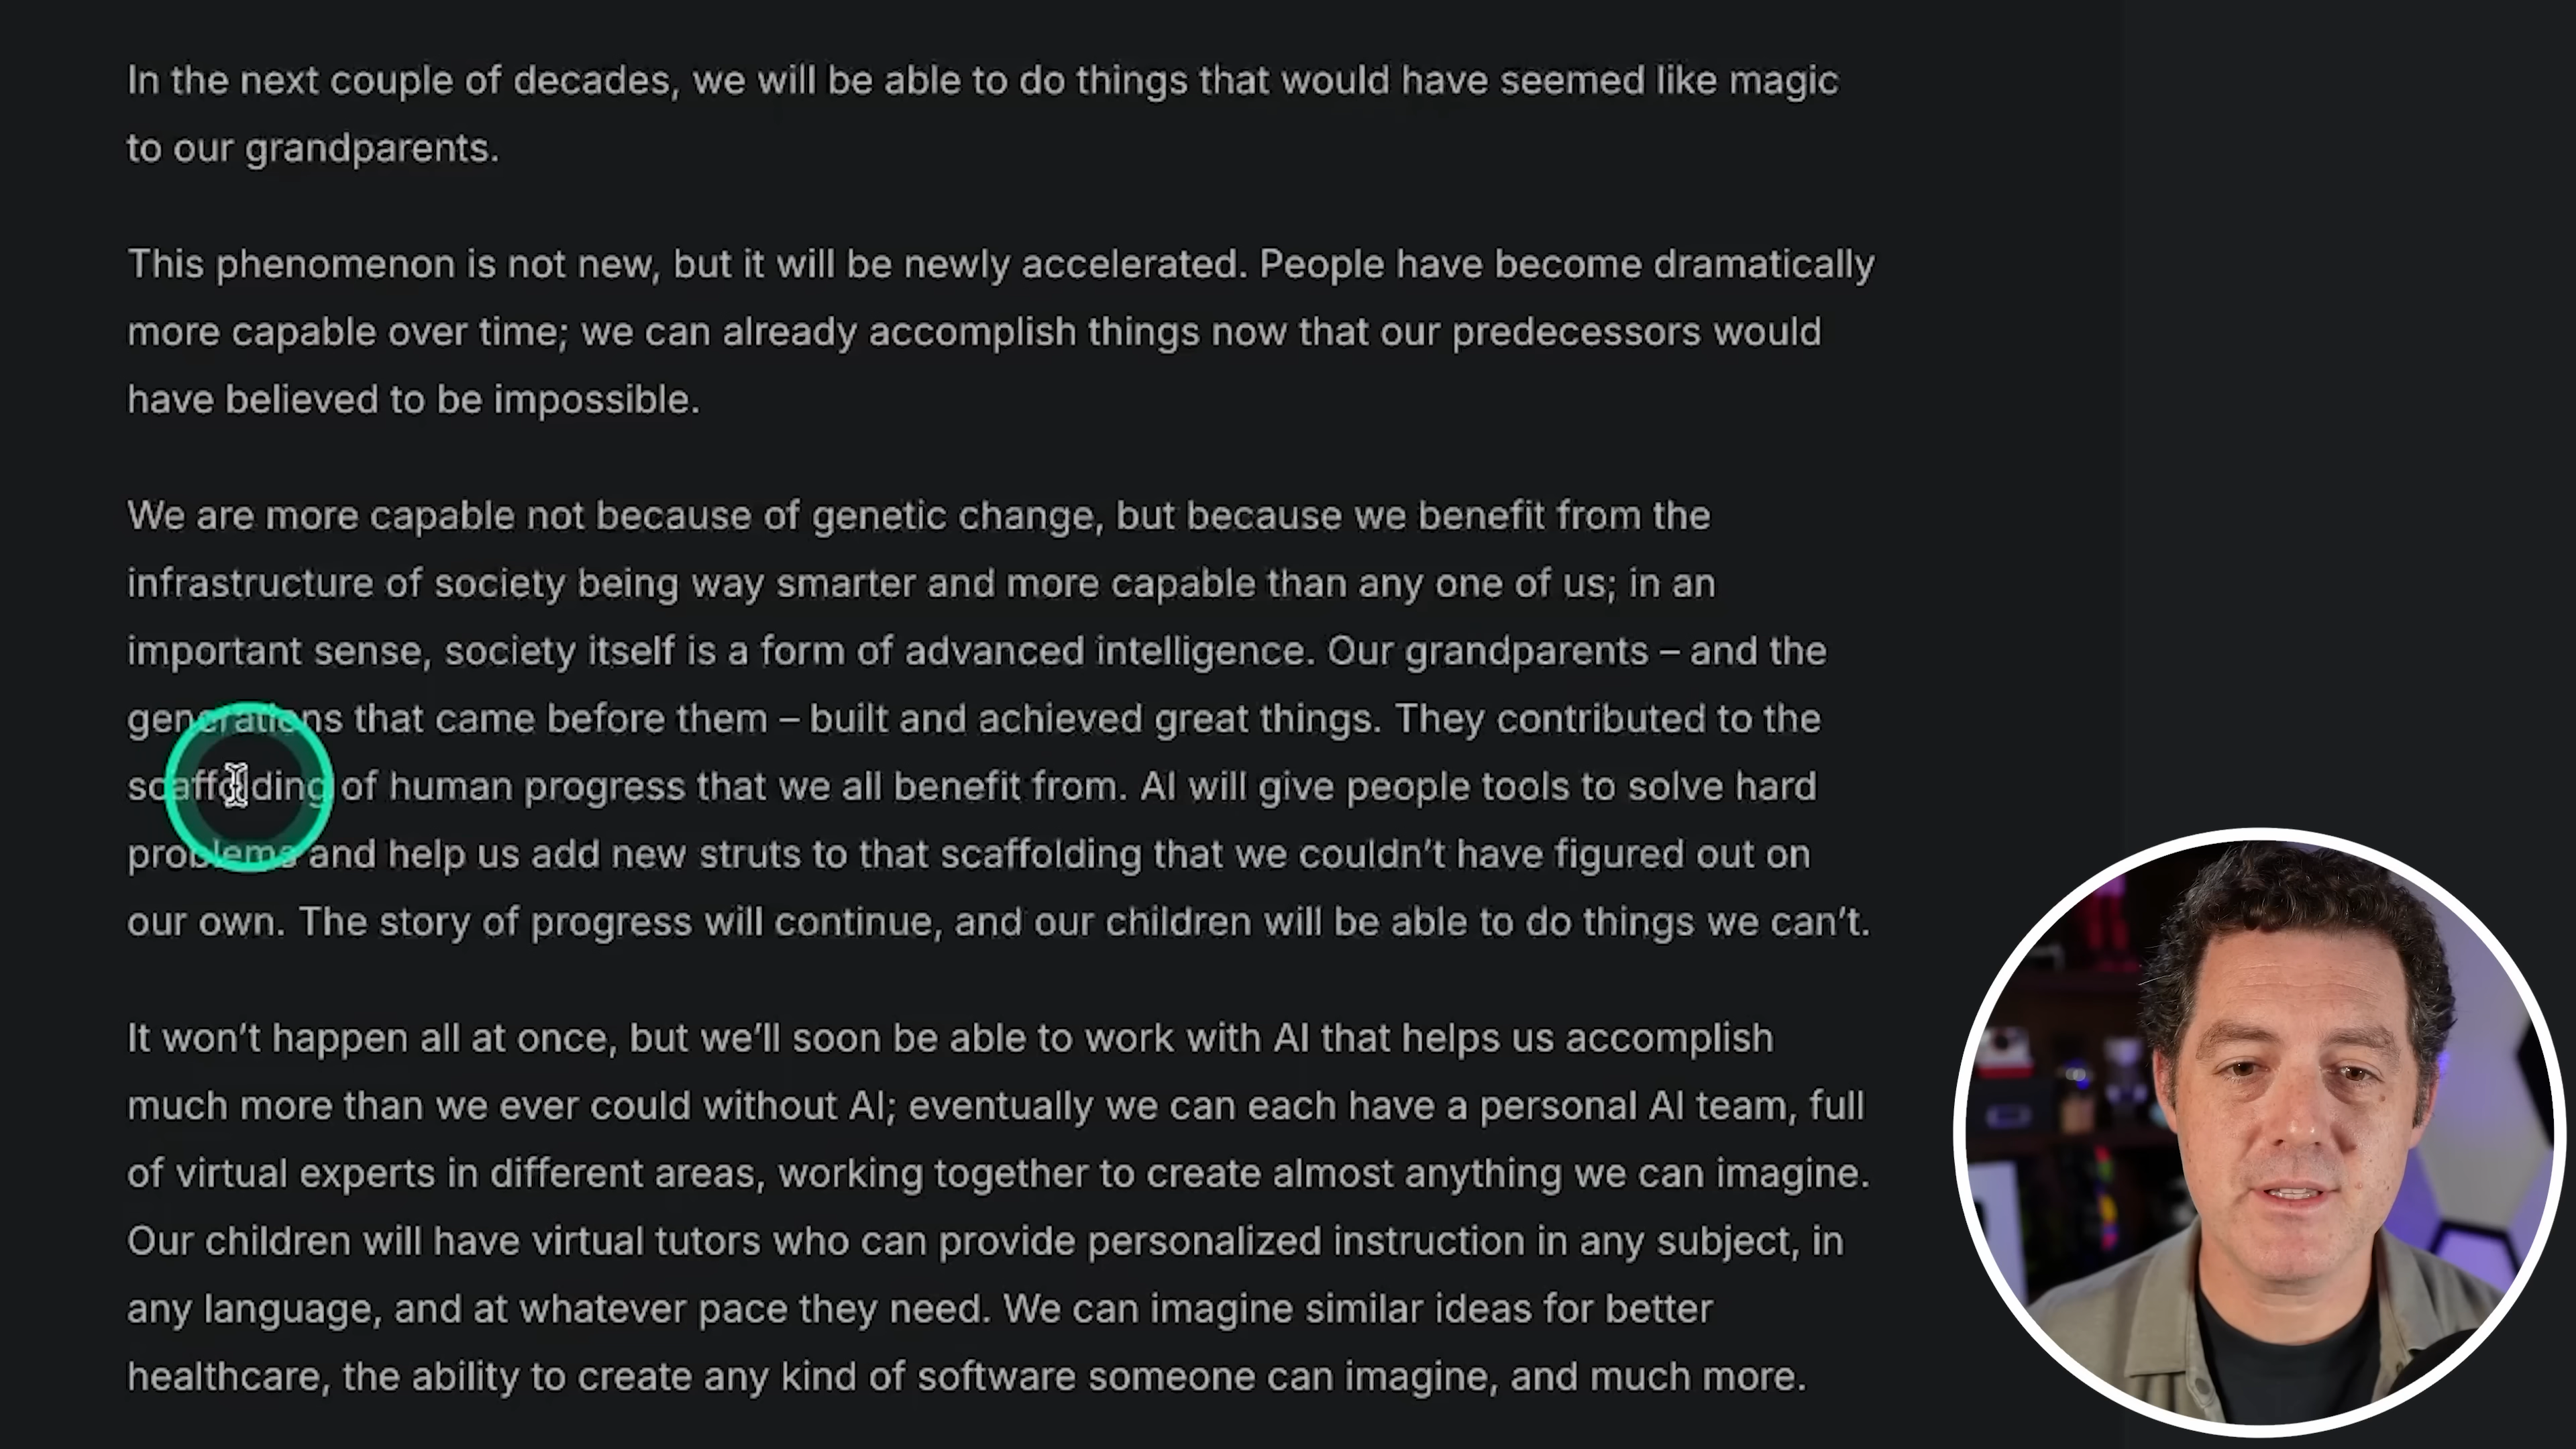 In the next couple of decades, we will be able to do things that would have seemed like magic
to our grandparents.
This phenomenon is not new, but it will be newly accelerated. People have become dramatically
more capable over time; we can already accomplish things now that our predecessors would
have believed to be impossible.
We are more capable not because of genetic change, but because we benefit from the
infrastructure of society being way smarter and more capable than any one of us; in an
important sense, society itself is a form of advanced intelligence. Our grandparents – and the
generations that came before them – built and achieved great things. They contributed to the
scaffolding of human progress that we all benefit from. AI will give people tools to solve hard
problems and help us add new struts to that scaffolding that we couldn’t have figured out on
our own. The story of progress will continue, and our children will be able to do things we can’t.
It won’t happen all at once, but we’ll soon be able to work with AI that helps us accomplish
much more than we ever could without AI; eventually we can each have a personal AI team, full
of virtual experts in different areas, working together to create almost anything we can imagine.
Our children will have virtual tutors who can provide personalized instruction in any subject, in
any language, and at whatever pace they need. We can imagine similar ideas for better
healthcare, the ability to create any kind of software someone can imagine, and much more.